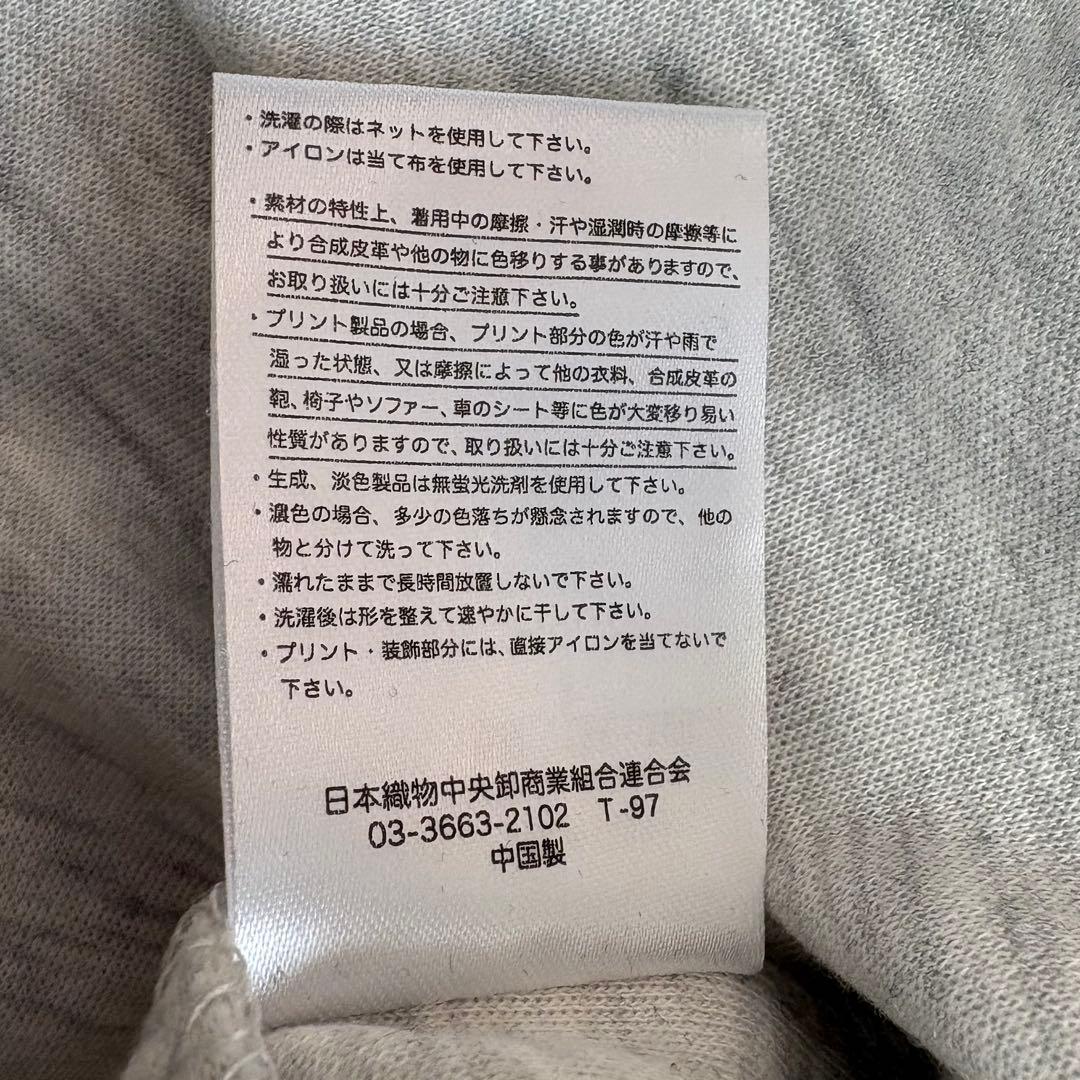 ・洗濯の際はネットを使用して下さい。
・アイロンは当て布を使用して下さい。
・素材の特性上、着用中の摩擦・汗や湿潤時の摩擦等に
より合成皮革や他の物に色移りする事がありますので、
お取り扱いには十分ご注意下さい。
・プリント製品の場合、プリント部分の色が汗や雨で
湿った状態、又は摩擦によって他の衣料、合成皮革の
鞄、椅子やソファー、車のシート等に色が大変移り易い
性質がありますので、取り扱いには十分ご注意下さい。
・生成、淡色製品は無蛍光洗剤を使用して下さい。
・濃色の場合、多少の色落ちが懸念されますので、他の
物と分けて洗って下さい。
・濡れたままで長時間放置しないで下さい。
・洗濯後は形を整えて速やかに干して下さい。
・プリント・装飾部分には、直接アイロンを当てないで
下さい。
日本織物中央卸商業組合連合会
03-3663-2102 T-97
中国製